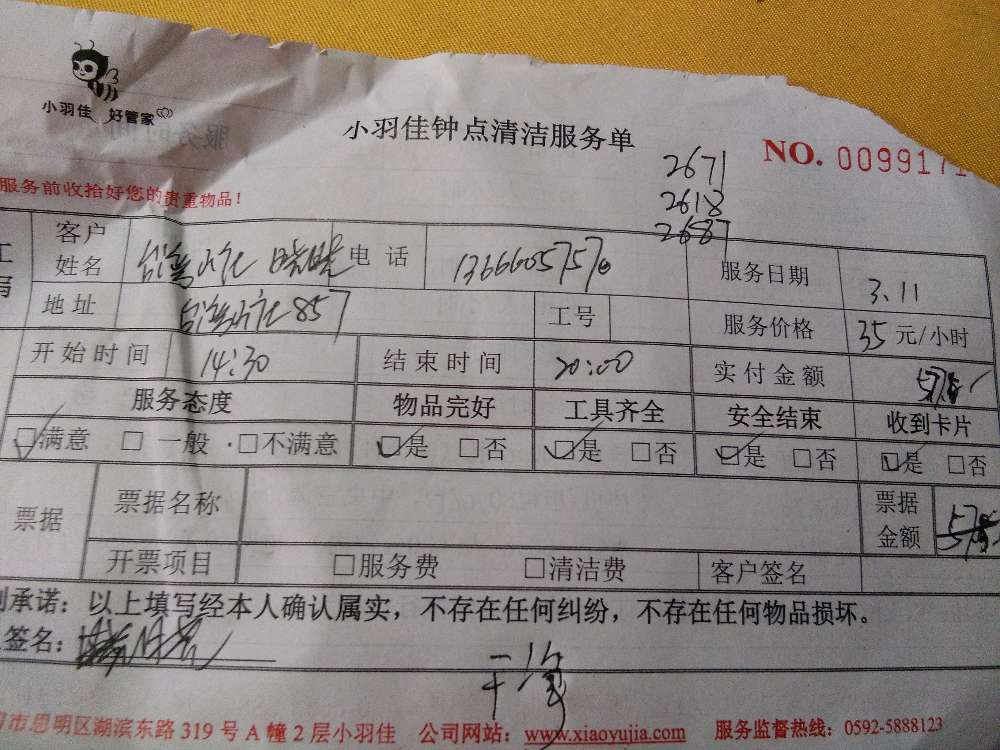 小羽佳 好管家
小羽佳钟点清洁服务单
NO. 0099171
2671
2618
2687
服务前收拾好您的贵重物品!
客户姓名 晓晓 电话 13666057570 服务日期 3.11
地址 857 工号 服务价格 35 元/小时
开始时间 14:30 结束时间 20:00 实付金额
服务态度 物品完好 工具齐全 安全结束 收到卡片
☑满意 □一般 □不满意 ☑是 □否 ☑是 □否 ☑是 □否 ☑是 □否
票据 票据名称 票据金额
开票项目 □服务费 □清洁费 客户签名
承诺：以上填写经本人确认属实，不存在任何纠纷，不存在任何物品损坏。
签名：
市思明区湖滨东路 319 号 A 幢 2 层小羽佳 公司网站：www.xiaoyujia.com 服务监督热线：0592-5888123